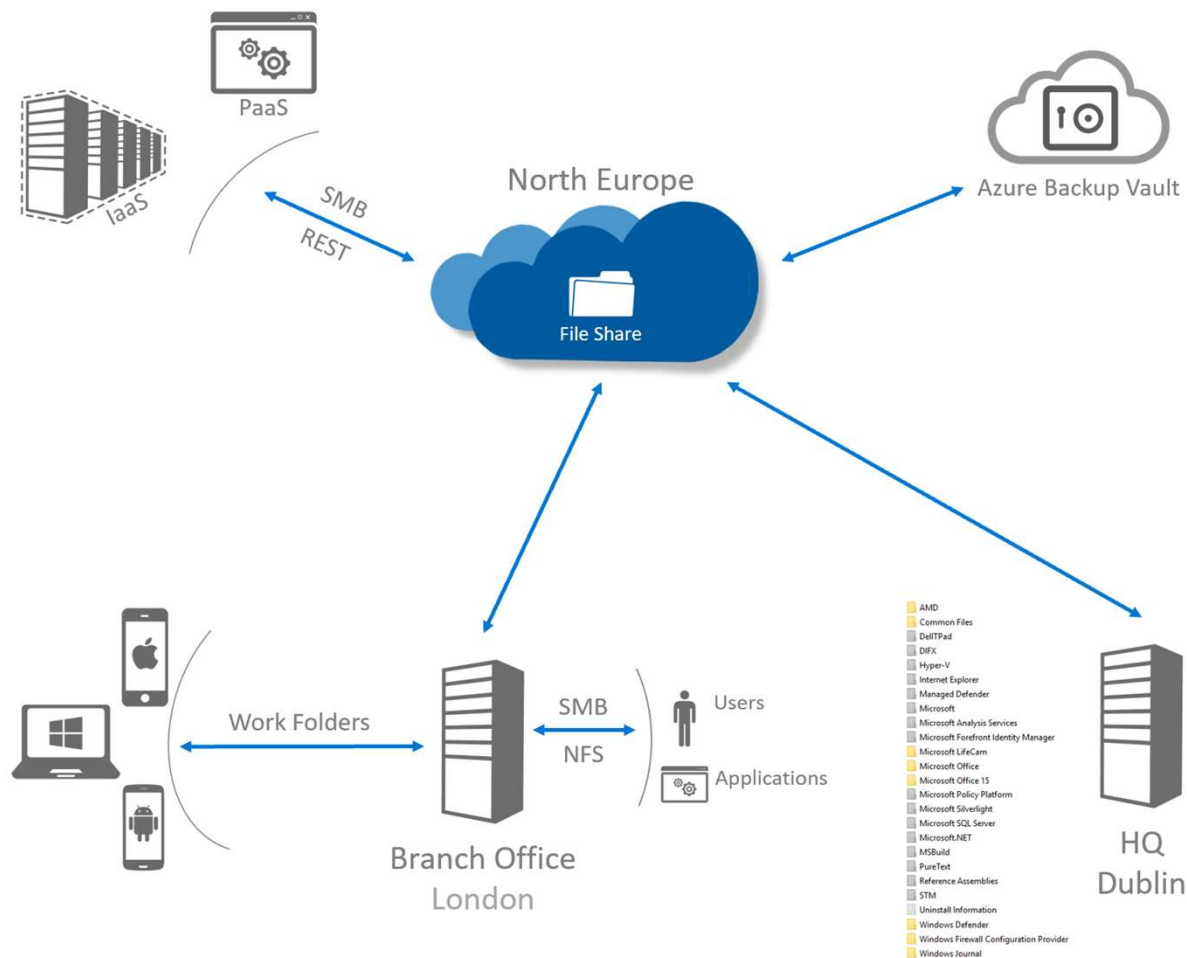 PaaS
IaaS
SMB
REST
North Europe
File Share
Azure Backup Vault
Work Folders
SMB
NFS
Users
Applications
Branch Office
London
AMD
Common Files
DellTPad
DIFX
Hyper-V
Internet Explorer
Managed Defender
Microsoft
Microsoft Analysis Services
Microsoft Forefront Identity Manager
Microsoft LifeCam
Microsoft Office
Microsoft Office 15
Microsoft Policy Platform
Microsoft Silverlight
Microsoft SQL Server
Microsoft.NET
MSBuild
PureText
Reference Assemblies
STM
Uninstall Information
Windows Defender
Windows Firewall Configuration Provider
Windows Journal
HQ
Dublin